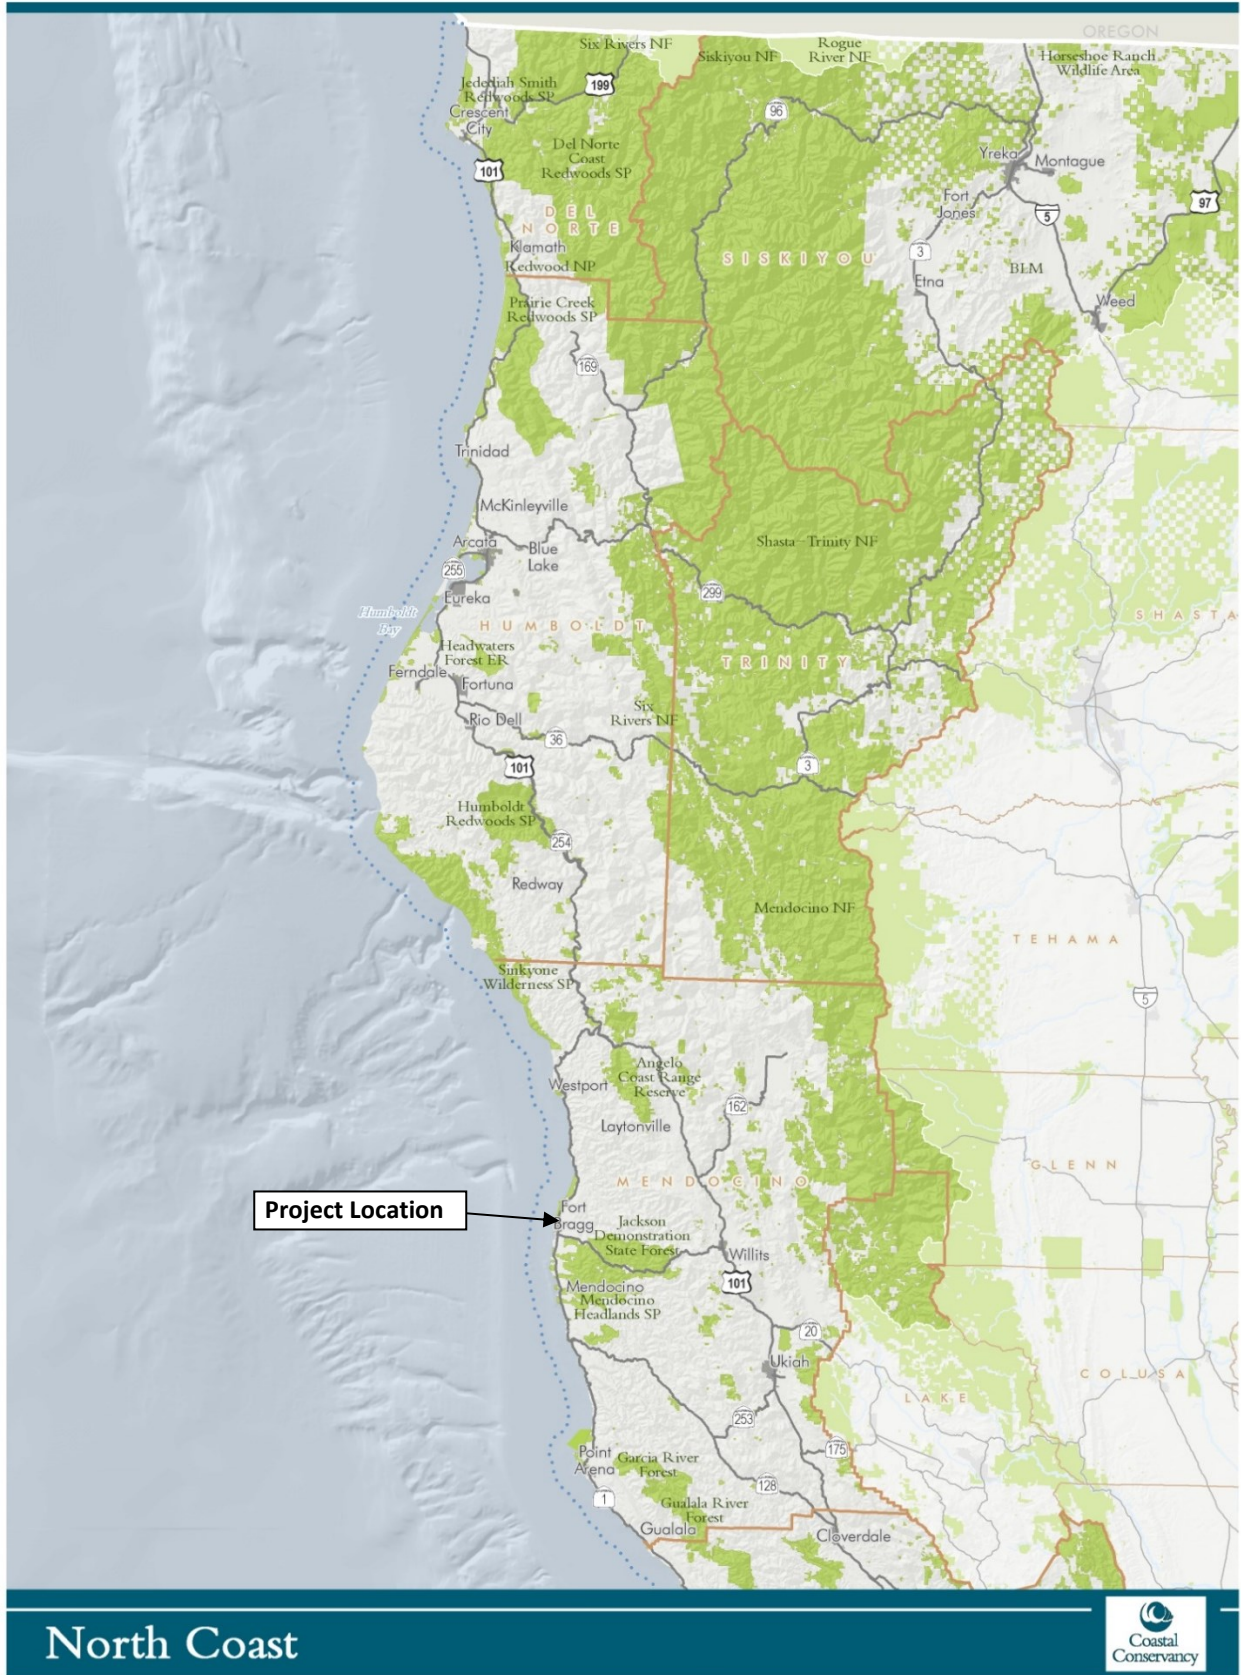 OREGON
Six Rivers NF
Siskiyou NF
Rogue
River NF
Horseshoe Ranch
Wildlife Area
Jedediah Smith
Redwoods SP
199
Crescent
City
96
Del Norte
Coast
Redwoods SP
101
Yreka
Montague
Fort
Jones
97
5
DEL
NORTE
Klamath
Redwood NP
SISKIYOU
3
BLM
Etna
Prairie Creek
Redwoods SP
Weed
169
Trinidad
McKinleyville
Arcata
Blue
Lake
Shasta - Trinity NF
255
Eureka
299
Humboldt
Bay
HUMBOLDT
SHASTA
Headwaters
Forest ER
TRINITY
Ferndale
Fortuna
Six
Rivers NF
Rio Dell
36
101
3
Humboldt
Redwoods SP
254
Redway
Mendocino NF
TEHAMA
Sinkyone
Wilderness SP
5
Angelo
Coast Range
Reserve
Westport
162
Laytonville
GLENN
MENDOCINO
Project Location
Fort
Bragg
Jackson
Demonstration
State Forest
Willits
101
Mendocino
Mendocino
Headlands SP
20
Ukiah
COLUSA
LAKE
253
175
Point
Arena
Garcia River
Forest
128
1
Gualala River
Forest
Gualala
Cloverdale
North Coast
Coastal
Conservancy